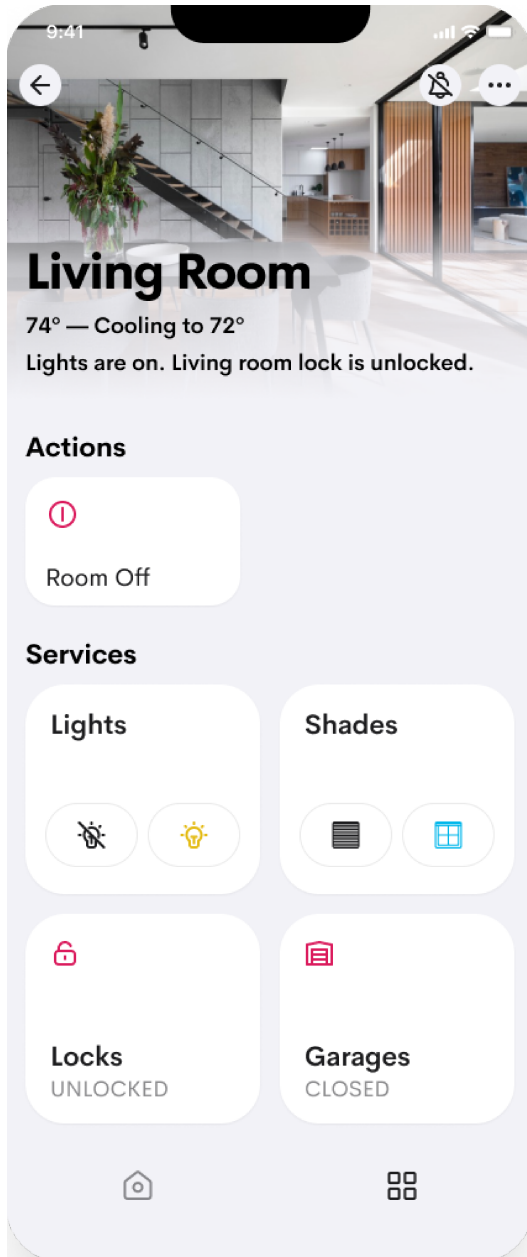 9:41
Living Room
74° — Cooling to 72°
Lights are on. Living room lock is unlocked.
Actions
Room Off
Services
Lights
Shades
Locks
UNLOCKED
Garages
CLOSED